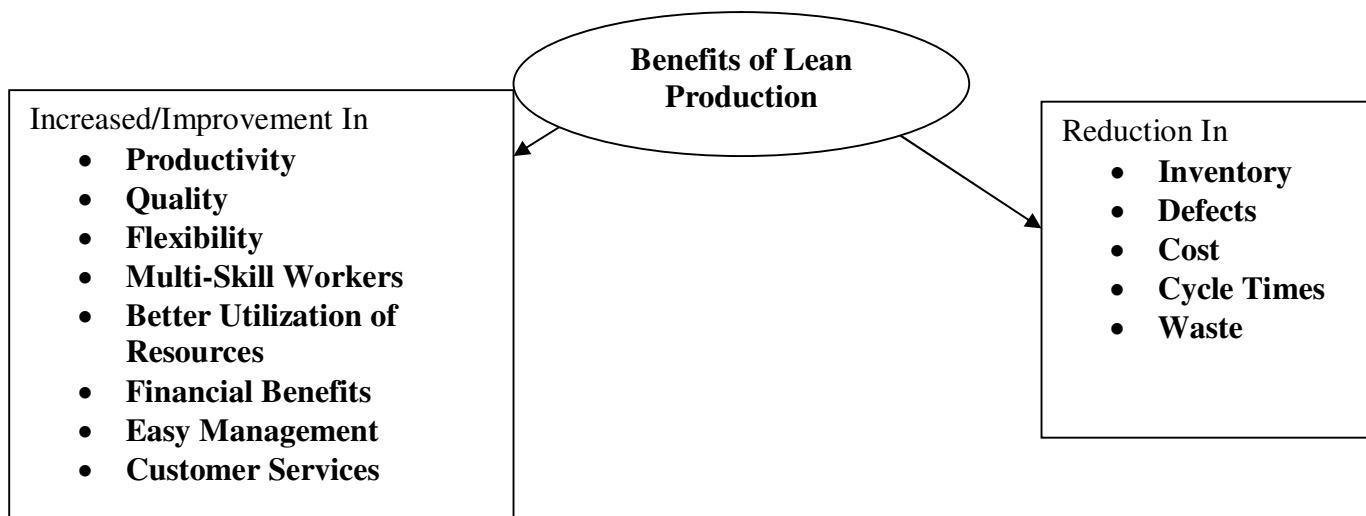 Benefits of Lean
Production
Increased/Improvement In
• Productivity
• Quality
• Flexibility
• Multi-Skill Workers
• Better Utilization of
Resources
• Financial Benefits
• Easy Management
• Customer Services
Reduction In
• Inventory
• Defects
• Cost
• Cycle Times
• Waste